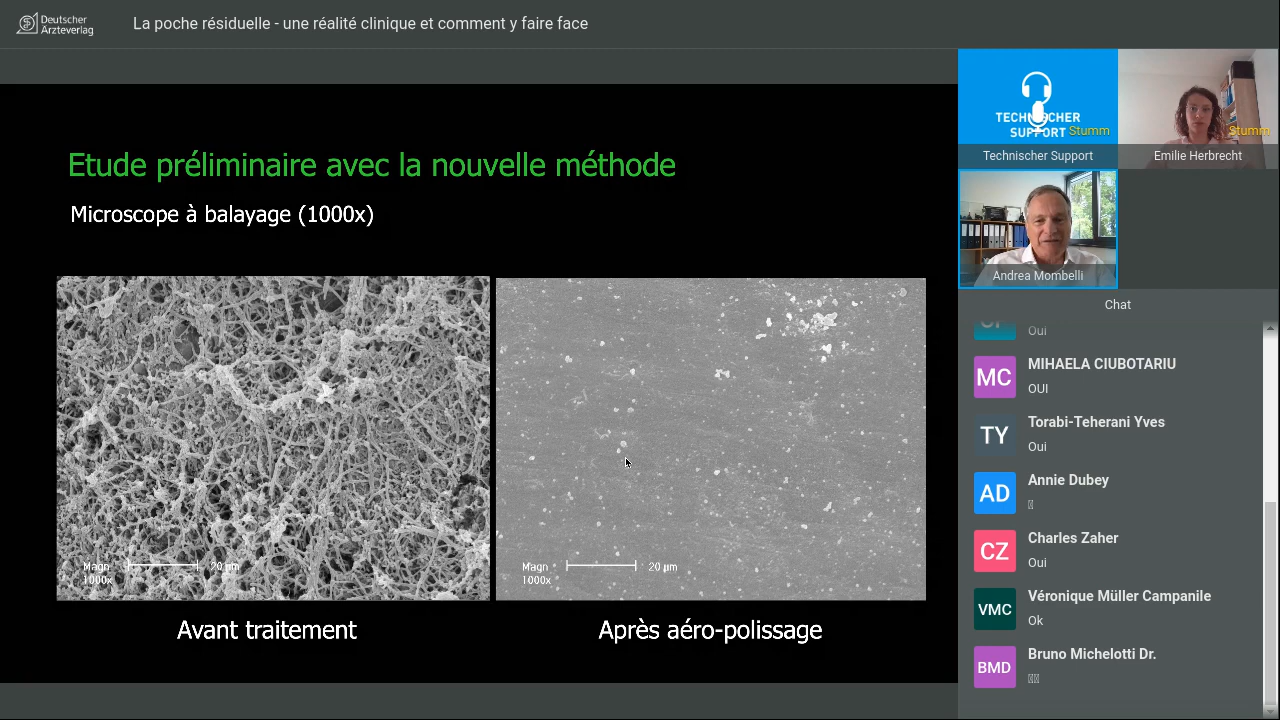 Deutscher
Ärzteverlag
La poche résiduelle - une réalité clinique et comment y faire face
Etude préliminaire avec la nouvelle méthode
Microscope à balayage (1000x)
Magn
1000x
20 µm
Magn
1000x
20 µm
Avant traitement
Après aéro-polissage
SUPPORT
Stumm
Technischer Support
Stumm
Emilie Herbrecht
Andrea Mombelli
Chat
Oui
MC
MIHAELA CIUBOTARIU
OUI
TY
Torabi-Teherani Yves
Oui
AD
Annie Dubey
CZ
Charles Zaher
Oui
VMC
Véronique Müller Campanile
Ok
BMD
Bruno Michelotti Dr.